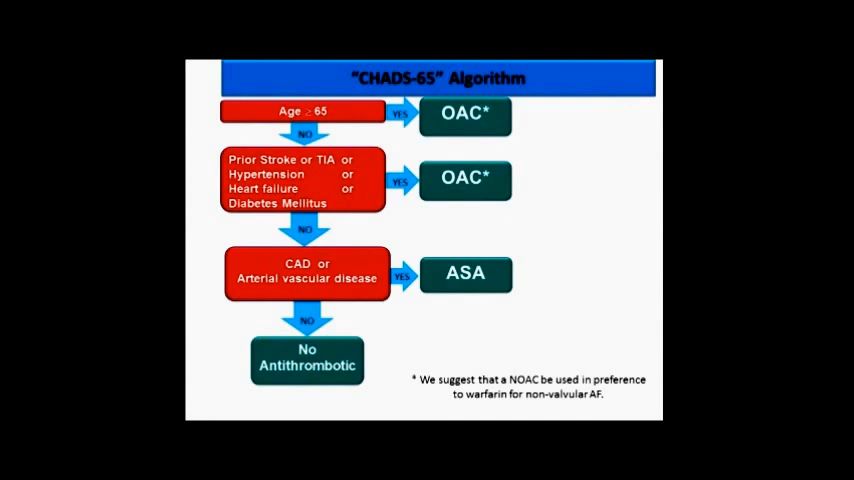 “CHADS-65” Algorithm
Age ≥ 65
YES
OAC*
NO
Prior Stroke or TIA or
Hypertension or
Heart failure or
Diabetes Mellitus
YES
OAC*
NO
CAD or
Arterial vascular disease
YES
ASA
NO
No
Antithrombotic
* We suggest that a NOAC be used in preference
to warfarin for non-valvular AF.